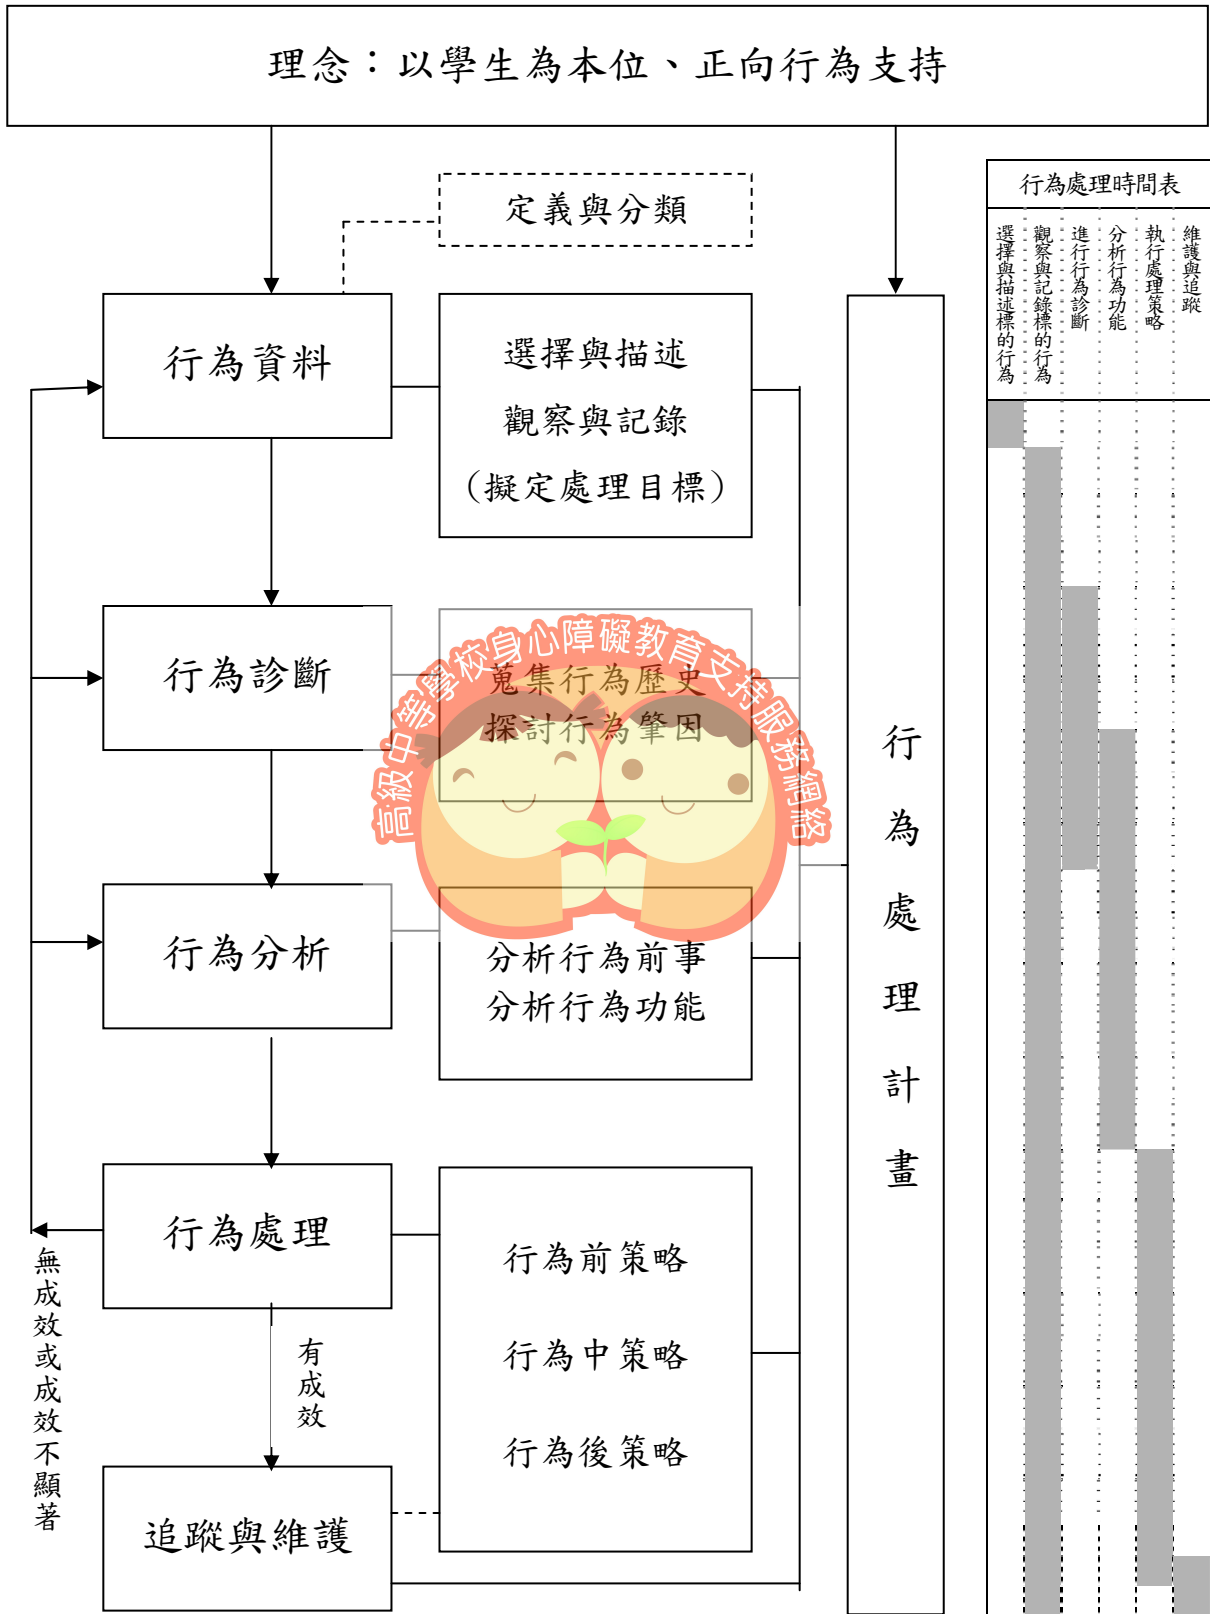 理念：以學生為本位、正向行為支持
定義與分類
行為資料
選擇與描述
觀察與記錄
（擬定處理目標）
行為診斷
蒐集行為歷史
探討行為肇因
高級中等學校身心障礙教育支持服務網絡
行為分析
分析行為前事
分析行為功能
行為處理
行為前策略
行為中策略
行為後策略
無成效或成效不顯著
有成效
追蹤與維護
行為處理計畫
行為處理時間表
選擇與描述標的行為
觀察與記錄標的行為
進行行為診斷
分析行為功能
執行處理策略
維護與追蹤